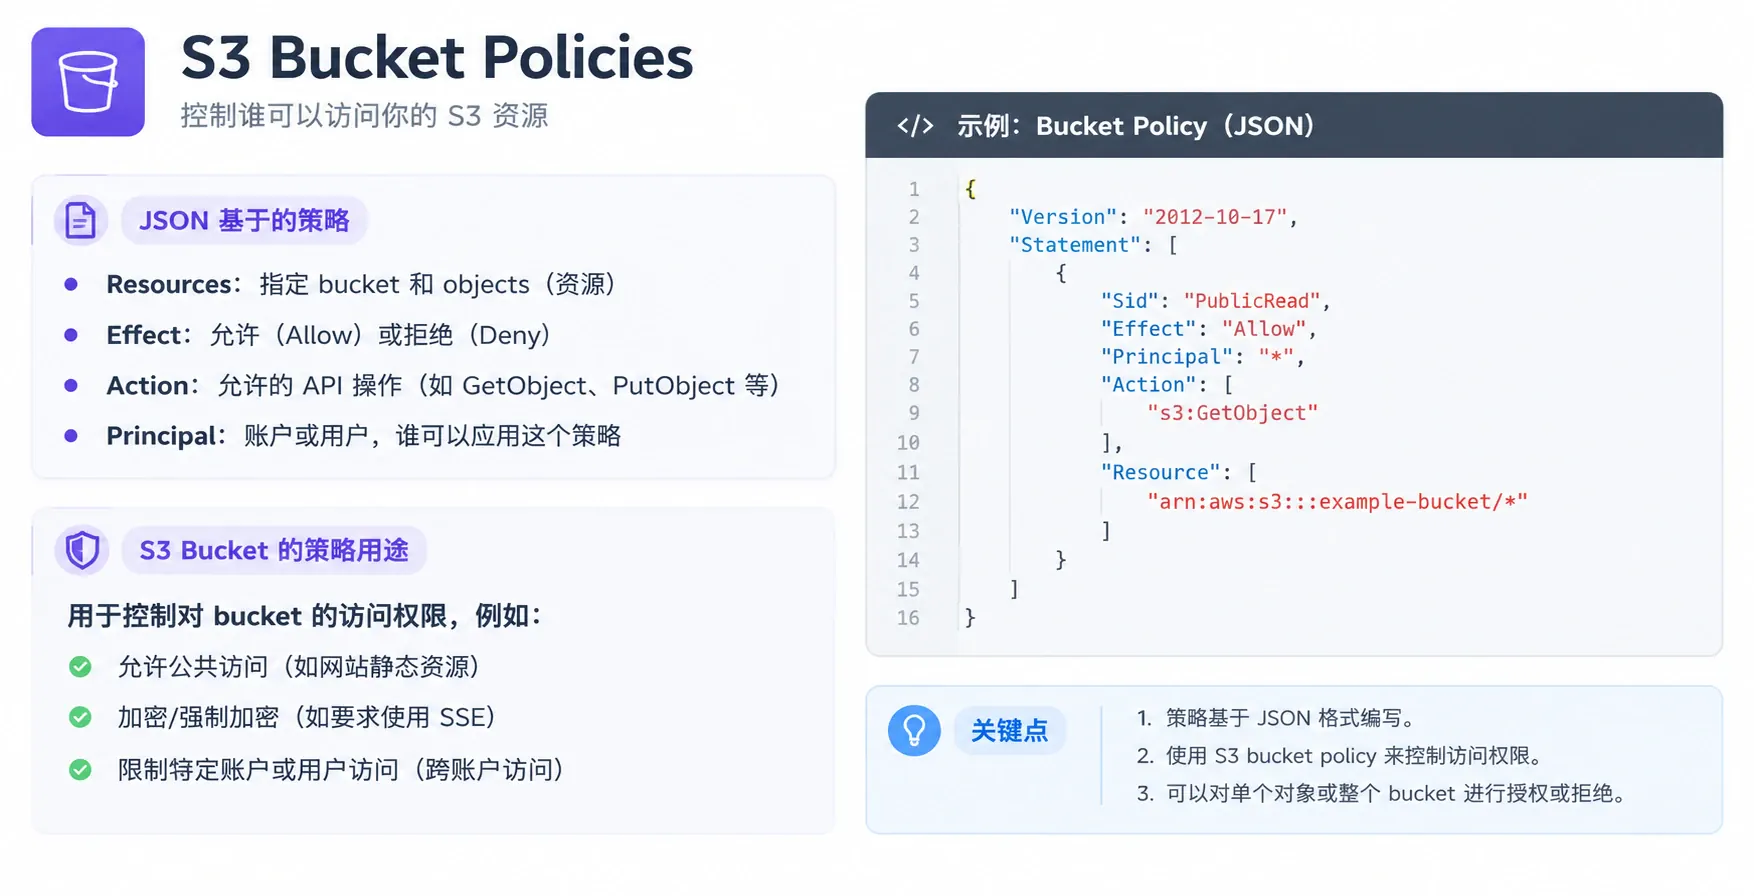 S3 Bucket Policies
控制谁可以访问你的 S3 资源
JSON 基于的策略
Resources: 指定 bucket 和 objects（资源）
Effect: 允许（Allow）或拒绝（Deny）
Action: 允许的 API 操作（如 GetObject、PutObject 等）
Principal: 账户或用户，谁可以应用这个策略
S3 Bucket 的策略用途
用于控制对 bucket 的访问权限，例如：
允许公共访问（如网站静态资源）
加密/强制加密（如要求使用 SSE）
限制特定账户或用户访问（跨账户访问）
</> 示例：Bucket Policy（JSON）
1 {
2 "Version": "2012-10-17",
3 "Statement": [
4 {
5 "Sid": "PublicRead",
6 "Effect": "Allow",
7 "Principal": "*",
8 "Action": [
9 "s3:GetObject"
10 ],
11 "Resource": [
12 "arn:aws:s3:::example-bucket/*"
13 ]
14 }
15 ]
16 }
关键点
1. 策略基于 JSON 格式编写。
2. 使用 S3 bucket policy 来控制访问权限。
3. 可以对单个对象或整个 bucket 进行授权或拒绝。